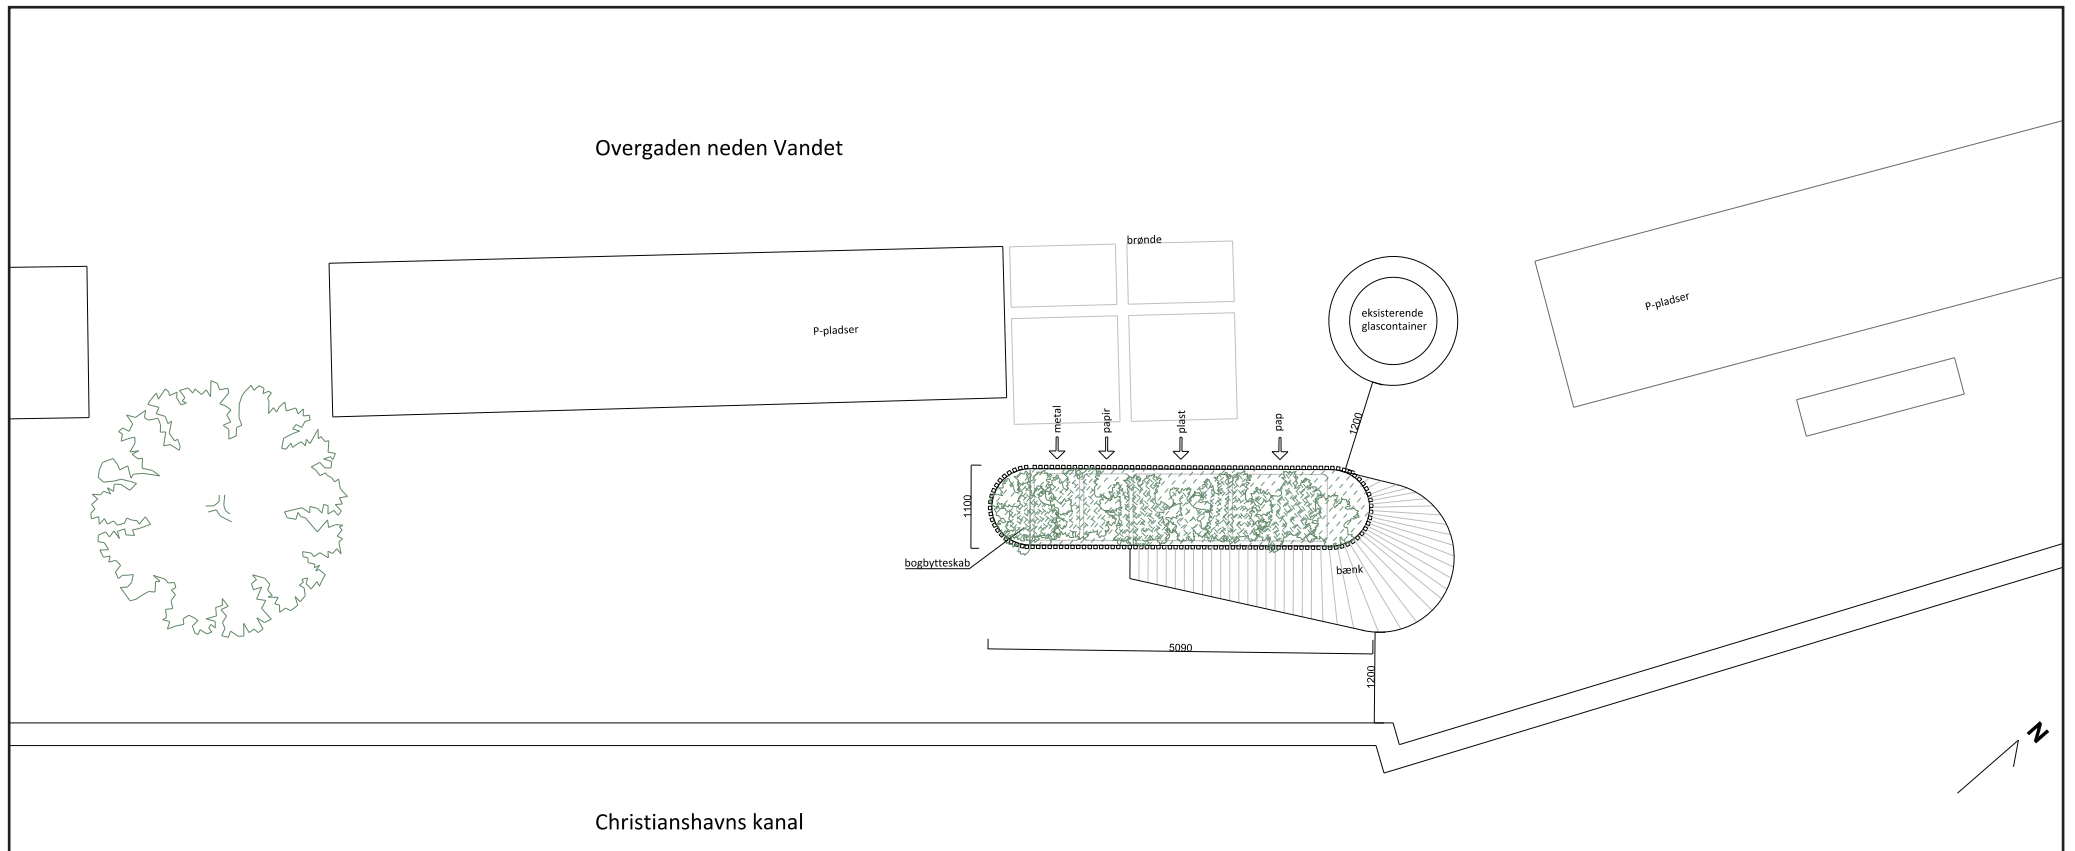 Overgaden neden Vandet
brønde
P-pladser
P-pladser
eksisterende
glascontainer
metal
papir
plast
pap
1200
1100
bogbytteskab
bænk
5090
1200
N
Christianshavns kanal